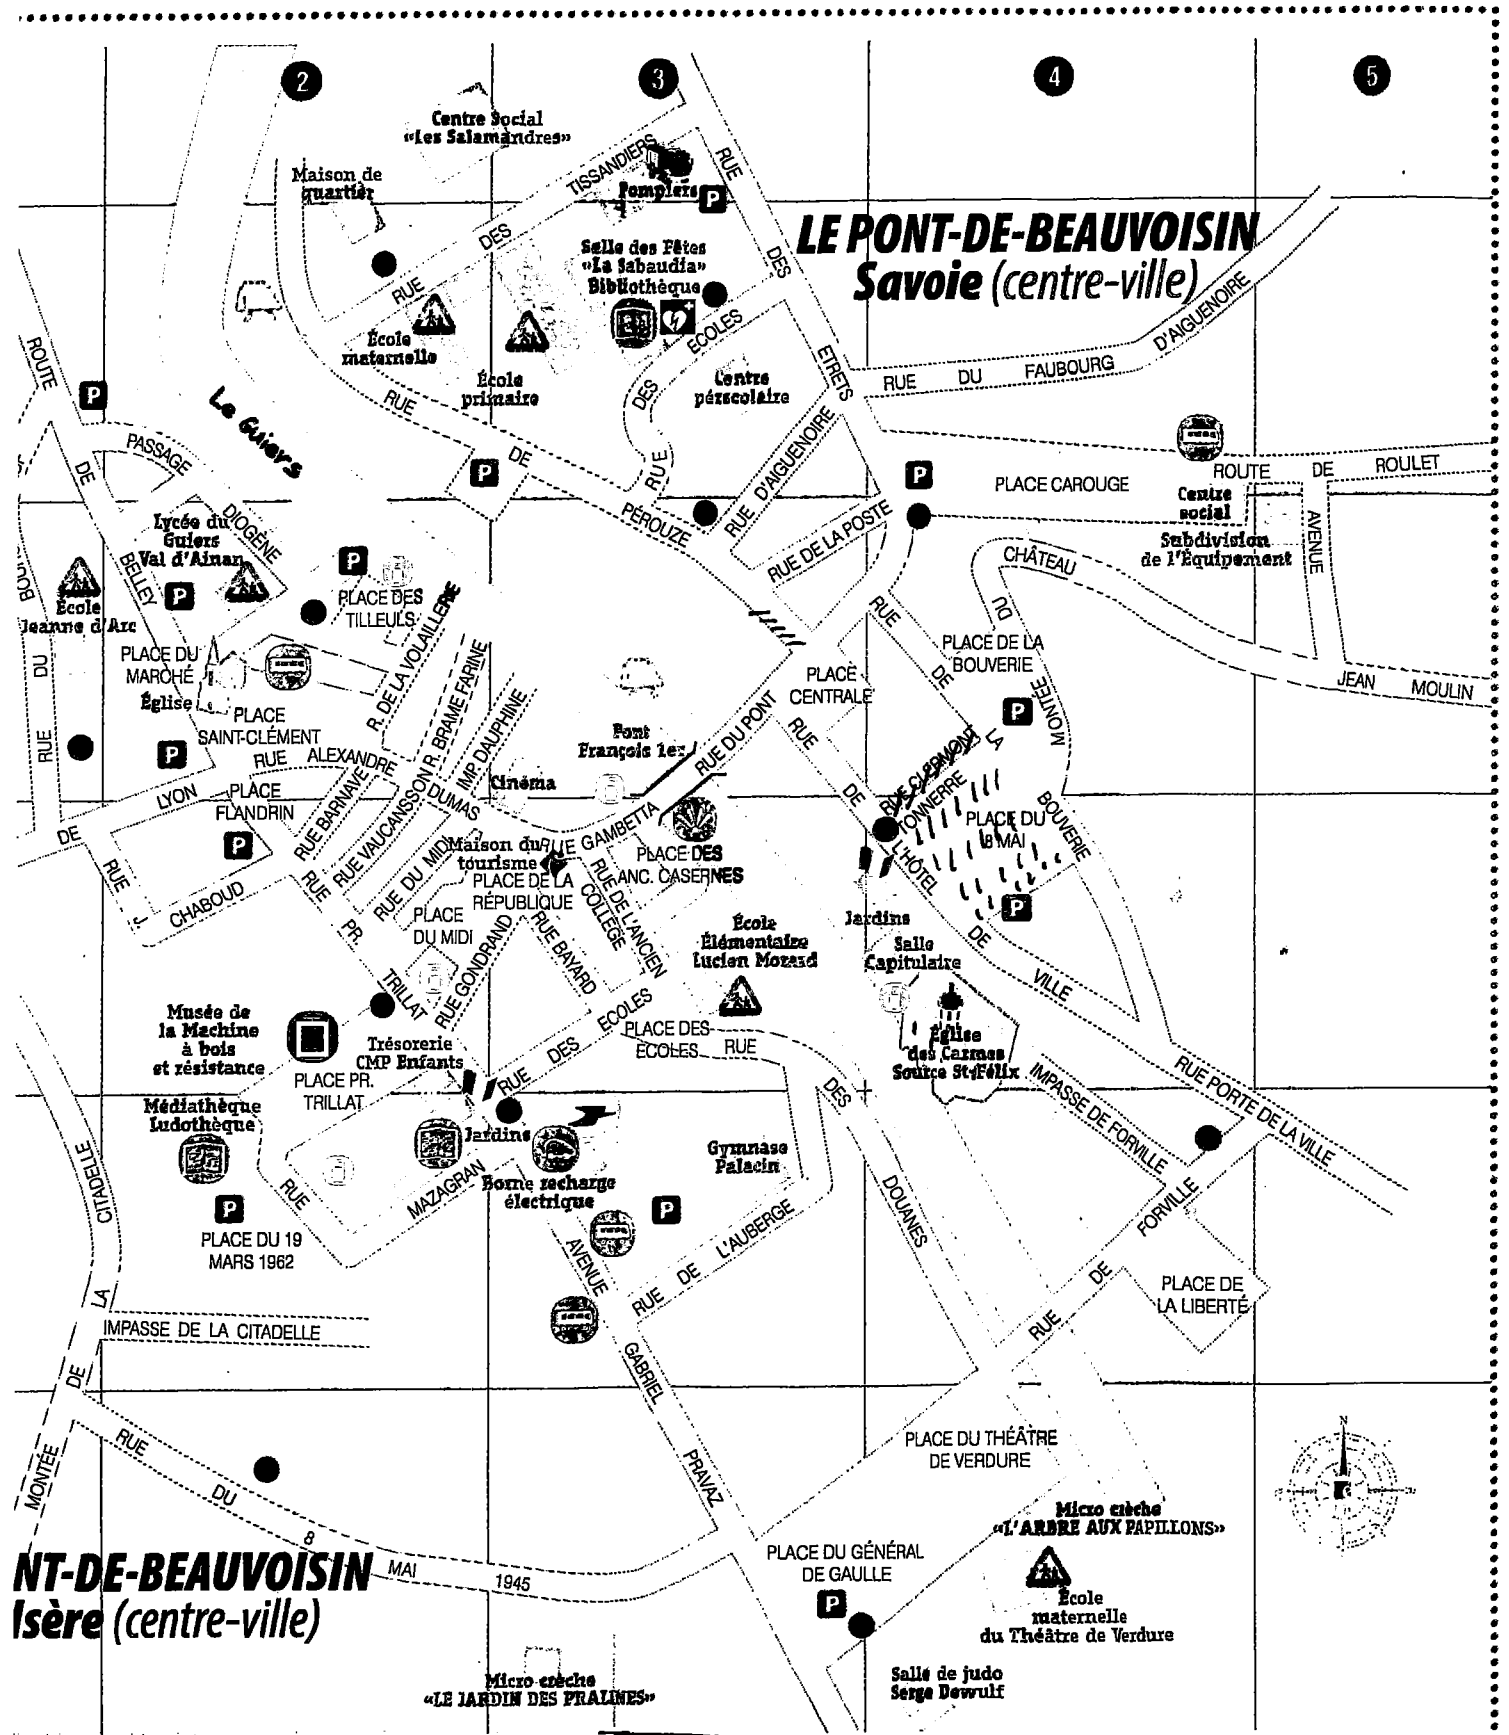 2
3
4
5
Centre Social
«Les Salamandres»
Maison de
quartier
RUE DES TISSANDIERS
Pompiers
P
RUE DES ETRETS
LE PONT-DE-BEAUVOISIN
Savoie (centre-ville)
Salle des Fêtes
«La Sabaudia»
Bibliothèque
École
maternelle
École
primaire
RUE DES ECOLES
Centre
périscolaire
RUE DU FAUBOURG D'AIGUENOIRE
ROUTE DE BELLEY
P
Le Guiers
PASSAGE DIOGÈNE
RUE DE PÉROUZE
P
RUE D'AIGUENOIRE
P
PLACE CAROUGE
ROUTE DE ROULET
Centre
social
Subdivision
de l'Équipement
AVENUE JEAN MOULIN
RUE DE LA POSTE
MONTÉE DU CHÂTEAU
Lycée du
Guiers
Val d'Ainan
P
École
Jeanne d'Arc
P
PLACE DES
TILLEULS
R. DE LA VOLAILLERIE
PLACE DU
MARCHÉ
Église
RUE DU
PLACE
SAINT-CLÉMENT
P
R. BRAME FARINE
IMP. DAUPHINE
RUE ALEXANDRE DUMAS
Pont
François 1er
RUE DU PONT
PLACE
CENTRALE
RUE DE LA BOUVERIE
PLACE DE LA
BOUVERIE
P
Cinéma
DE LYON
PLACE
FLANDRIN
P
RUE BARNAVE
RUE VAUCANSSON
RUE DU MIDI
RUE J. CHABOUD
Maison du
tourisme
RUE GAMBETTA
PLACE DE LA
RÉPUBLIQUE
PLACE DES
ANC. CASERNES
RUE DE L'ANCIEN
COLLÈGE
RUE CLERMONT
TONNERRE
PLACE DU
8 MAI
P
RUE DE L'HÔTEL DE VILLE
PLACE
DU MIDI
RUE PR. TRILLAT
RUE GONDRAND
RUE BAYARD
École
Élémentaire
Lucien Morard
Jardins
Salle
Capitulaire
Musée de
la Machine
à bois
et résistance
Trésorerie
CMP Enfants
PLACE PR.
TRILLAT
RUE DES ECOLES
PLACE DES
ECOLES
RUE DES DOUANES
Église
des Carmes
Source St-Félix
IMPASSE DE FORVILLE
RUE PORTE DE LA VILLE
Médiathèque
Ludothèque
P
PLACE DU 19
MARS 1962
RUE MAZAGRAN
Jardins
Borne recharge
électrique
Gymnase
Palacin
P
RUE DE L'AUBERGE
RUE DE FORVILLE
PLACE DE
LA LIBERTÉ
MONTÉE DE LA CITADELLE
IMPASSE DE LA CITADELLE
AVENUE GABRIEL PRAVAZ
RUE DU 8 MAI 1945
PLACE DU THÉÂTRE
DE VERDURE
N
Micro crèche
«L'ARBRE AUX PAPILLONS»
NT-DE-BEAUVOISIN
Isère (centre-ville)
PLACE DU GÉNÉRAL
DE GAULLE
P
École
maternelle
du Théâtre de Verdure
Micro crèche
«LE JARDIN DES PRALINES»
Salle de judo
Serge Dewulf